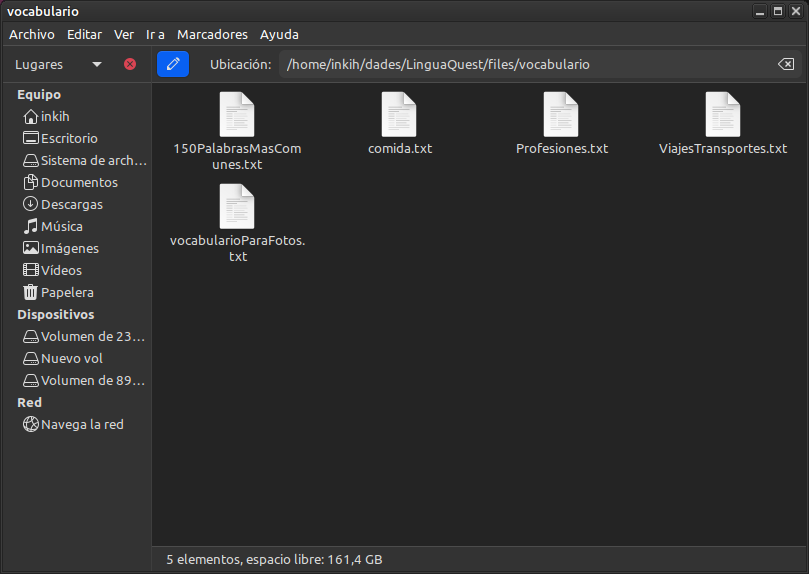 vocabulario
Archivo Editar Ver Ir a Marcadores Ayuda
Lugares
Ubicación: /home/inkih/dades/LinguaQuest/files/vocabulario
Equipo
inkih
Escritorio
Sistema de arch...
Documentos
Descargas
Música
Imágenes
Vídeos
Papelera
Dispositivos
Volumen de 23...
Nuevo vol
Volumen de 89...
Red
Navega la red
150PalabrasMasCom
unes.txt
comida.txt
Profesiones.txt
ViajesTransportes.txt
vocabularioParaFotos.
txt
5 elementos, espacio libre: 161,4 GB